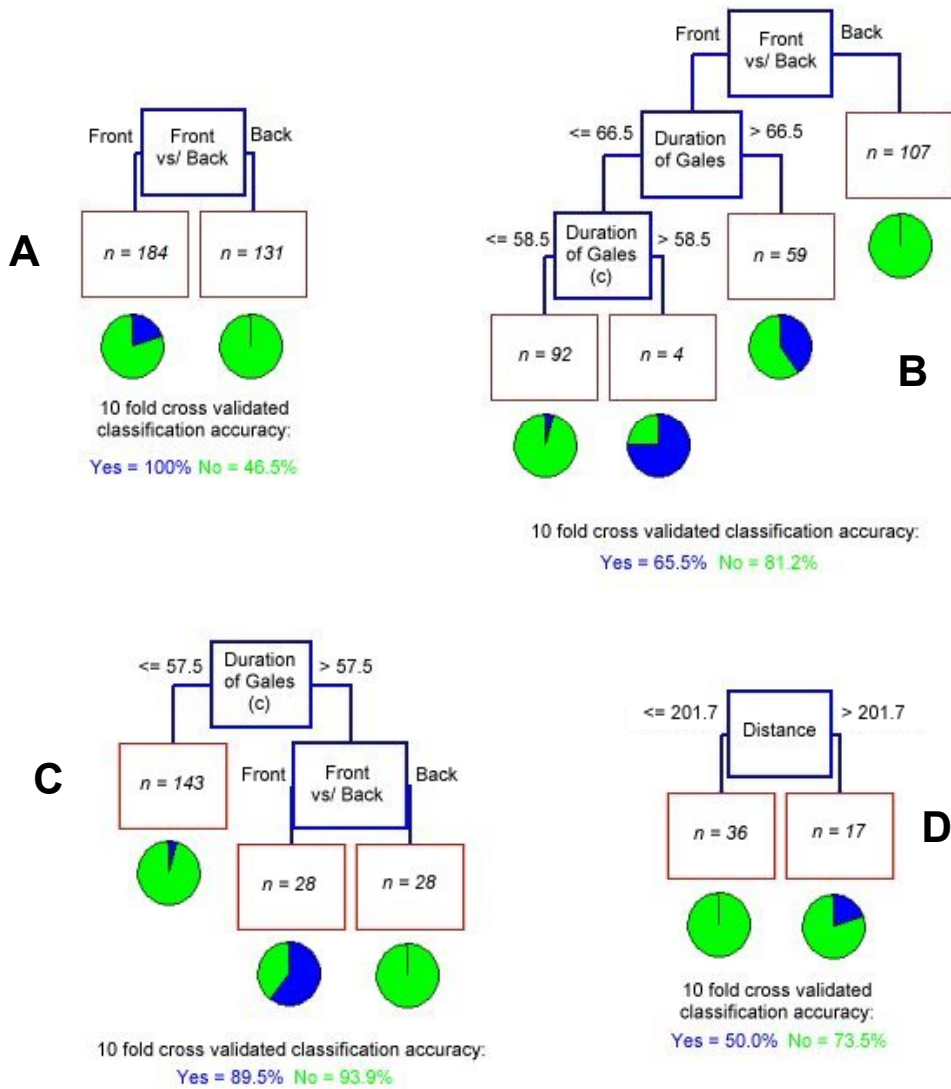 A
Front
Front
vs/ Back
Back
n = 184
n = 131
10 fold cross validated
classification accuracy:
Yes = 100% No = 46.5%
B
Front
Front
vs/ Back
Back
<= 66.5
Duration
of Gales
> 66.5
n = 107
<= 58.5
Duration
of Gales
(c)
> 58.5
n = 59
n = 92
n = 4
10 fold cross validated classification accuracy:
Yes = 65.5% No = 81.2%
C
<= 57.5
Duration
of Gales
(c)
> 57.5
n = 143
Front
Front
vs/ Back
Back
n = 28
n = 28
10 fold cross validated classification accuracy:
Yes = 89.5% No = 93.9%
D
<= 201.7
Distance
> 201.7
n = 36
n = 17
10 fold cross validated
classification accuracy:
Yes = 50.0% No = 73.5%